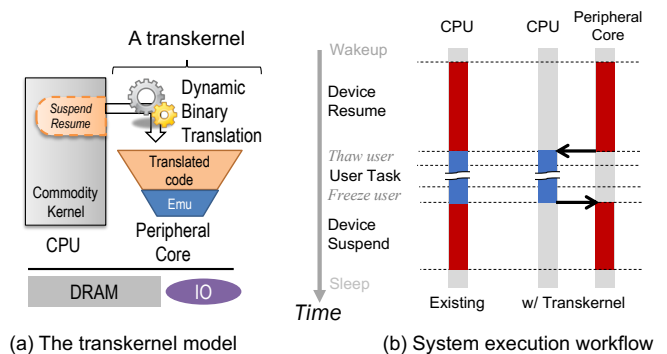 A transkernel
Suspend
Resume
Dynamic
Binary
Translation
Translated
code
Emu
Commodity
Kernel
CPU
Peripheral
Core
DRAM
IO
(a) The transkernel model
CPU
CPU
Peripheral
Core
Wakeup
Device
Resume
Thaw user
User Task
Freeze user
Device
Suspend
Sleep
Time
Existing
w/ Transkernel
(b) System execution workflow